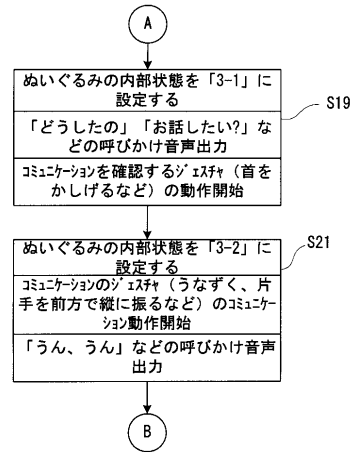 A
ぬいぐるみの内部状態を「3-1」に
設定する
S19
「どうしたの」「お話したい?」な
どの呼びかけ音声出力
ｺﾐｭﾆｹｰｼｮﾝを確認するｼﾞｪｽﾁｬ（首を
かしげるなど）の動作開始
ぬいぐるみの内部状態を「3-2」に
設定する
S21
ｺﾐｭﾆｹｰｼｮﾝのｼﾞｪｽﾁｬ（うなずく、片
手を前方で縦に振るなど）のｺﾐｭﾆｹｰ
ｼｮﾝ動作開始
「うん、うん」などの呼びかけ音声
出力
B